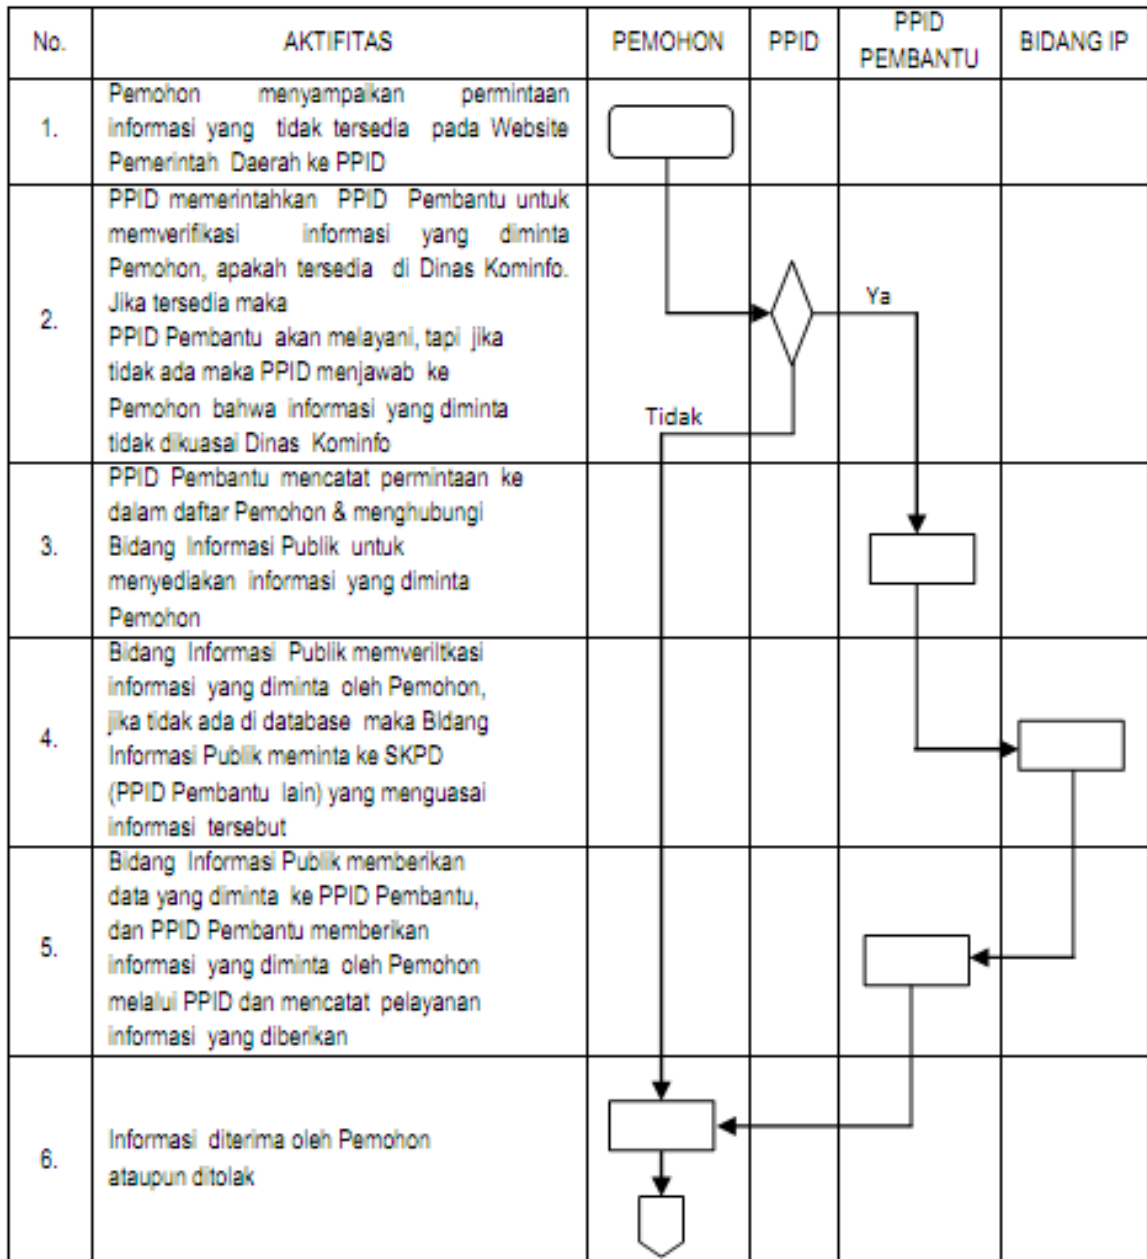 No.
AKTIFITAS
PEMOHON
PPID
PPID
PEMBANTU
BIDANG IP
1.
Pemohon menyampaikan permintaan
informasi yang tidak tersedia pada Website
Pemerintah Daerah ke PPID
2.
PPID memerintahkan PPID Pembantu untuk
memverifikasi informasi yang diminta
Pemohon, apakah tersedia di Dinas Kominfo.
Jika tersedia maka
PPID Pembantu akan melayani, tapi jika
tidak ada maka PPID menjawab ke
Pemohon bahwa informasi yang diminta
tidak dikuasai Dinas Kominfo
Ya
Tidak
3.
PPID Pembantu mencatat permintaan ke
dalam daftar Pemohon & menghubungi
Bidang Informasi Publik untuk
menyediakan informasi yang diminta
Pemohon
4.
Bidang Informasi Publik memveriltkasi
informasi yang diminta oleh Pemohon,
jika tidak ada di database maka BIdang
Informasi Publik meminta ke SKPD
(PPID Pembantu lain) yang menguasai
informasi tersebut
5.
Bidang Informasi Publik memberikan
data yang diminta ke PPID Pembantu,
dan PPID Pembantu memberikan
informasi yang diminta oleh Pemohon
melalui PPID dan mencatat pelayanan
informasi yang diberikan
6.
Informasi diterima oleh Pemohon
ataupun ditolak